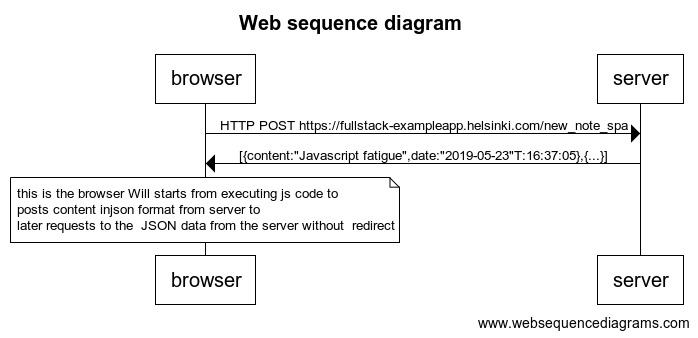 Web sequence diagram
browser
server
HTTP POST https://fullstack-exampleapp.helsinki.com/new_note_spa
[{content:"Javascript fatigue",date:"2019-05-23"T:16:37:05},{...}]
this is the browser Will starts from executing js code to
posts content injson format from server to
later requests to the  JSON data from the server without  redirect
browser
server
www.websequencediagrams.com